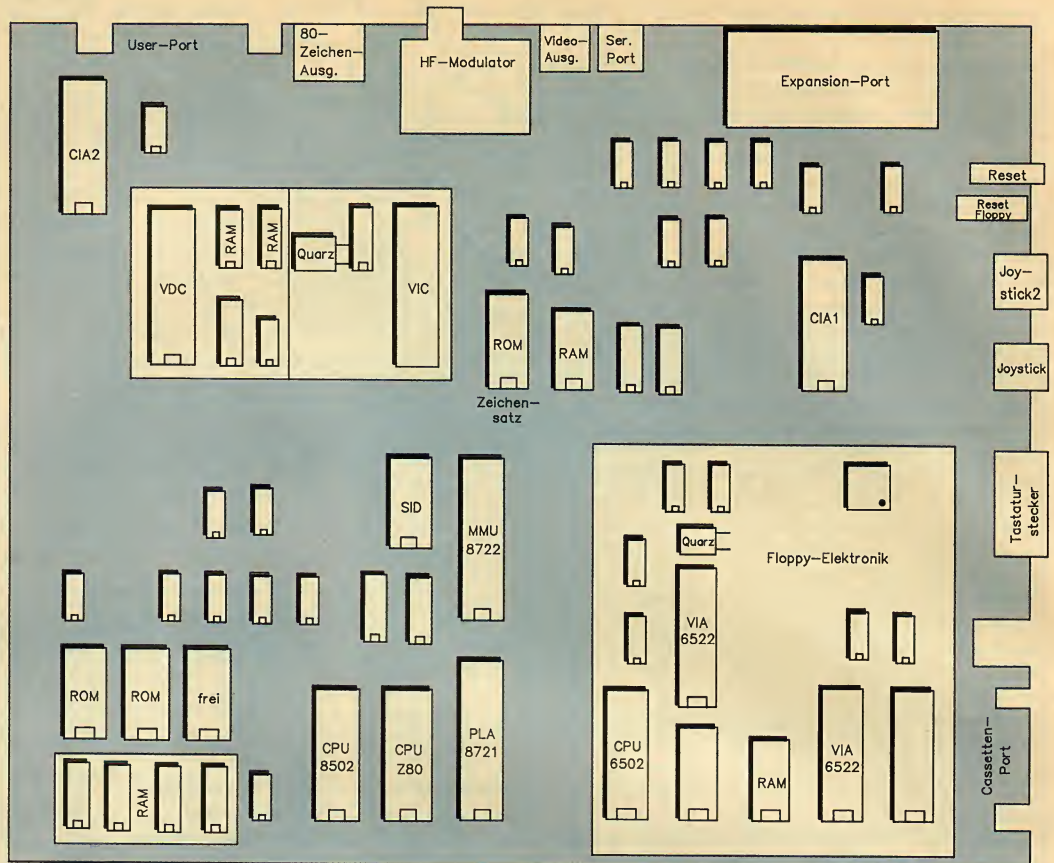 User-Port
80-
Zeichen-
Ausg.
HF-Modulator
Video-
Ausg.
Ser.
Port
Expansion-Port
CIA2
Reset
Reset
Floppy
VDC
RAM
RAM
Quarz
VIC
ROM
RAM
Zeichen-
satz
CIA1
Joy-
stick2
Joystick
SID
MMU
8722
Quarz
Floppy-Elektronik
Tastatur-
stecker
VIA
6522
ROM
ROM
frei
CPU
8502
CPU
Z80
PLA
8721
CPU
6502
RAM
VIA
6522
Cassetten-
Port
RAM